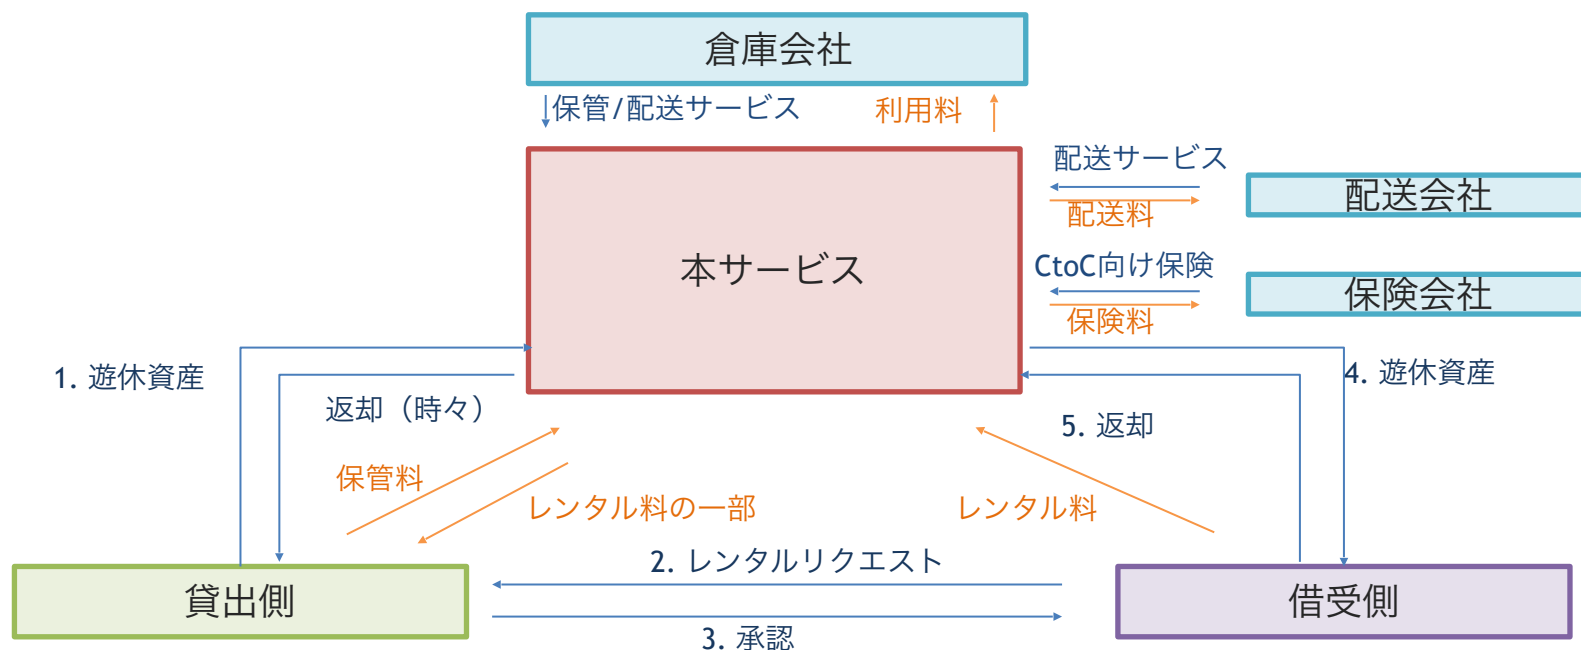 倉庫会社
保管/配送サービス
利用料
配送サービス
配送会社
配送料
本サービス
CtoC向け保険
保険会社
保険料
1. 遊休資産
4. 遊休資産
返却（時々）
5. 返却
保管料
レンタル料の一部
レンタル料
2. レンタルリクエスト
貸出側
借受側
3. 承認